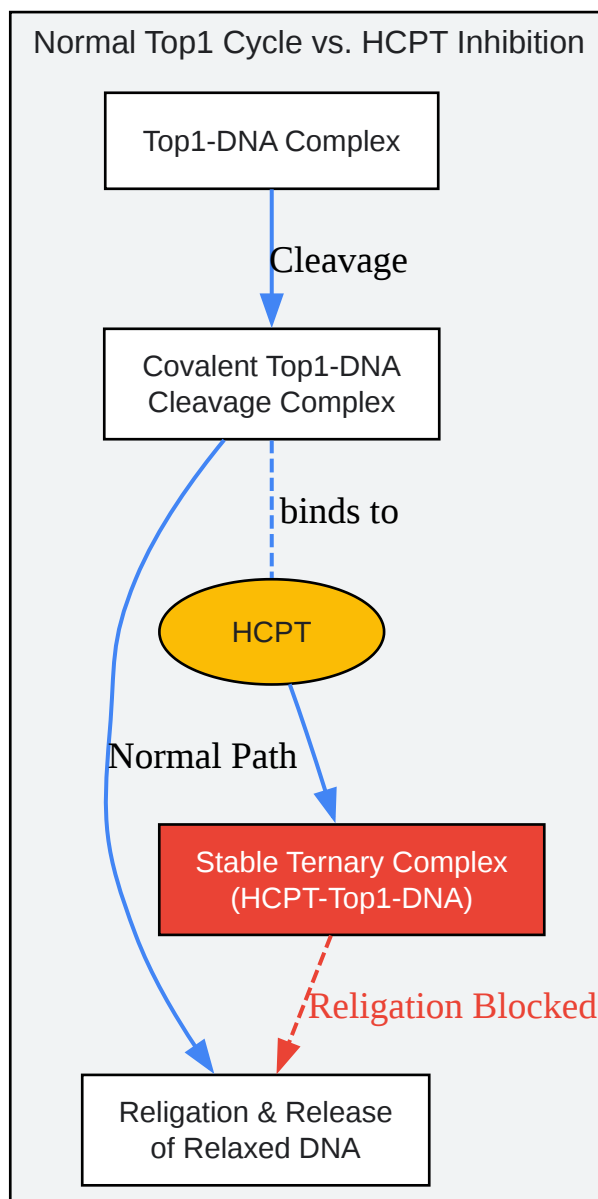 Normal Top1 Cycle vs. HCPT Inhibition
Top1-DNA Complex
Cleavage
Covalent Top1-DNA
Cleavage Complex
binds to
HCPT
Normal Path
Stable Ternary Complex
(HCPT-Top1-DNA)
Religation Blocked
Religation & Release
of Relaxed DNA